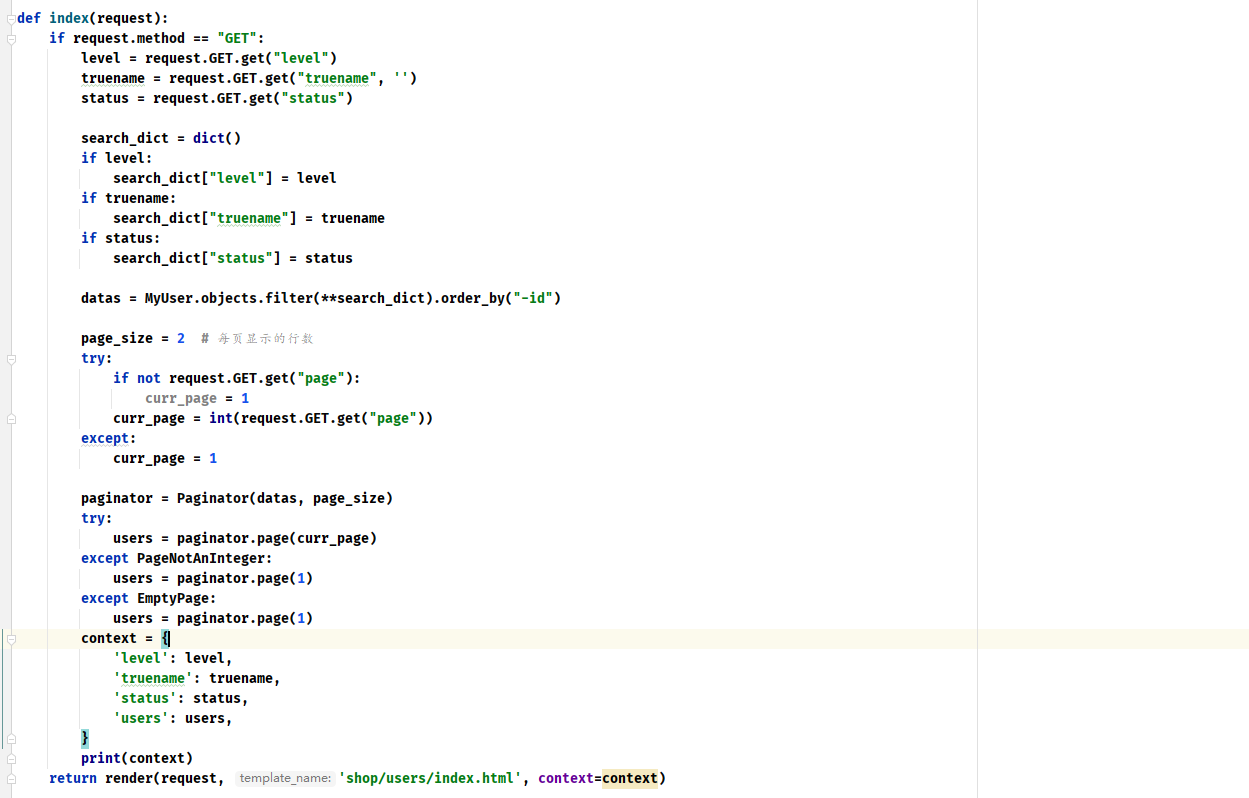 def index(request):
    if request.method == "GET":
        level = request.GET.get("level")
        truename = request.GET.get("truename", '')
        status = request.GET.get("status")

        search_dict = dict()
        if level:
            search_dict["level"] = level
        if truename:
            search_dict["truename"] = truename
        if status:
            search_dict["status"] = status

        datas = MyUser.objects.filter(**search_dict).order_by("-id")

        page_size = 2  # 每页显示的行数
        try:
            if not request.GET.get("page"):
                curr_page = 1
            curr_page = int(request.GET.get("page"))
        except:
            curr_page = 1

        paginator = Paginator(datas, page_size)
        try:
            users = paginator.page(curr_page)
        except PageNotAnInteger:
            users = paginator.page(1)
        except EmptyPage:
            users = paginator.page(1)
        context = {
            'level': level,
            'truename': truename,
            'status': status,
            'users': users,
        }
        print(context)
    return render(request, template_name: 'shop/users/index.html', context=context)